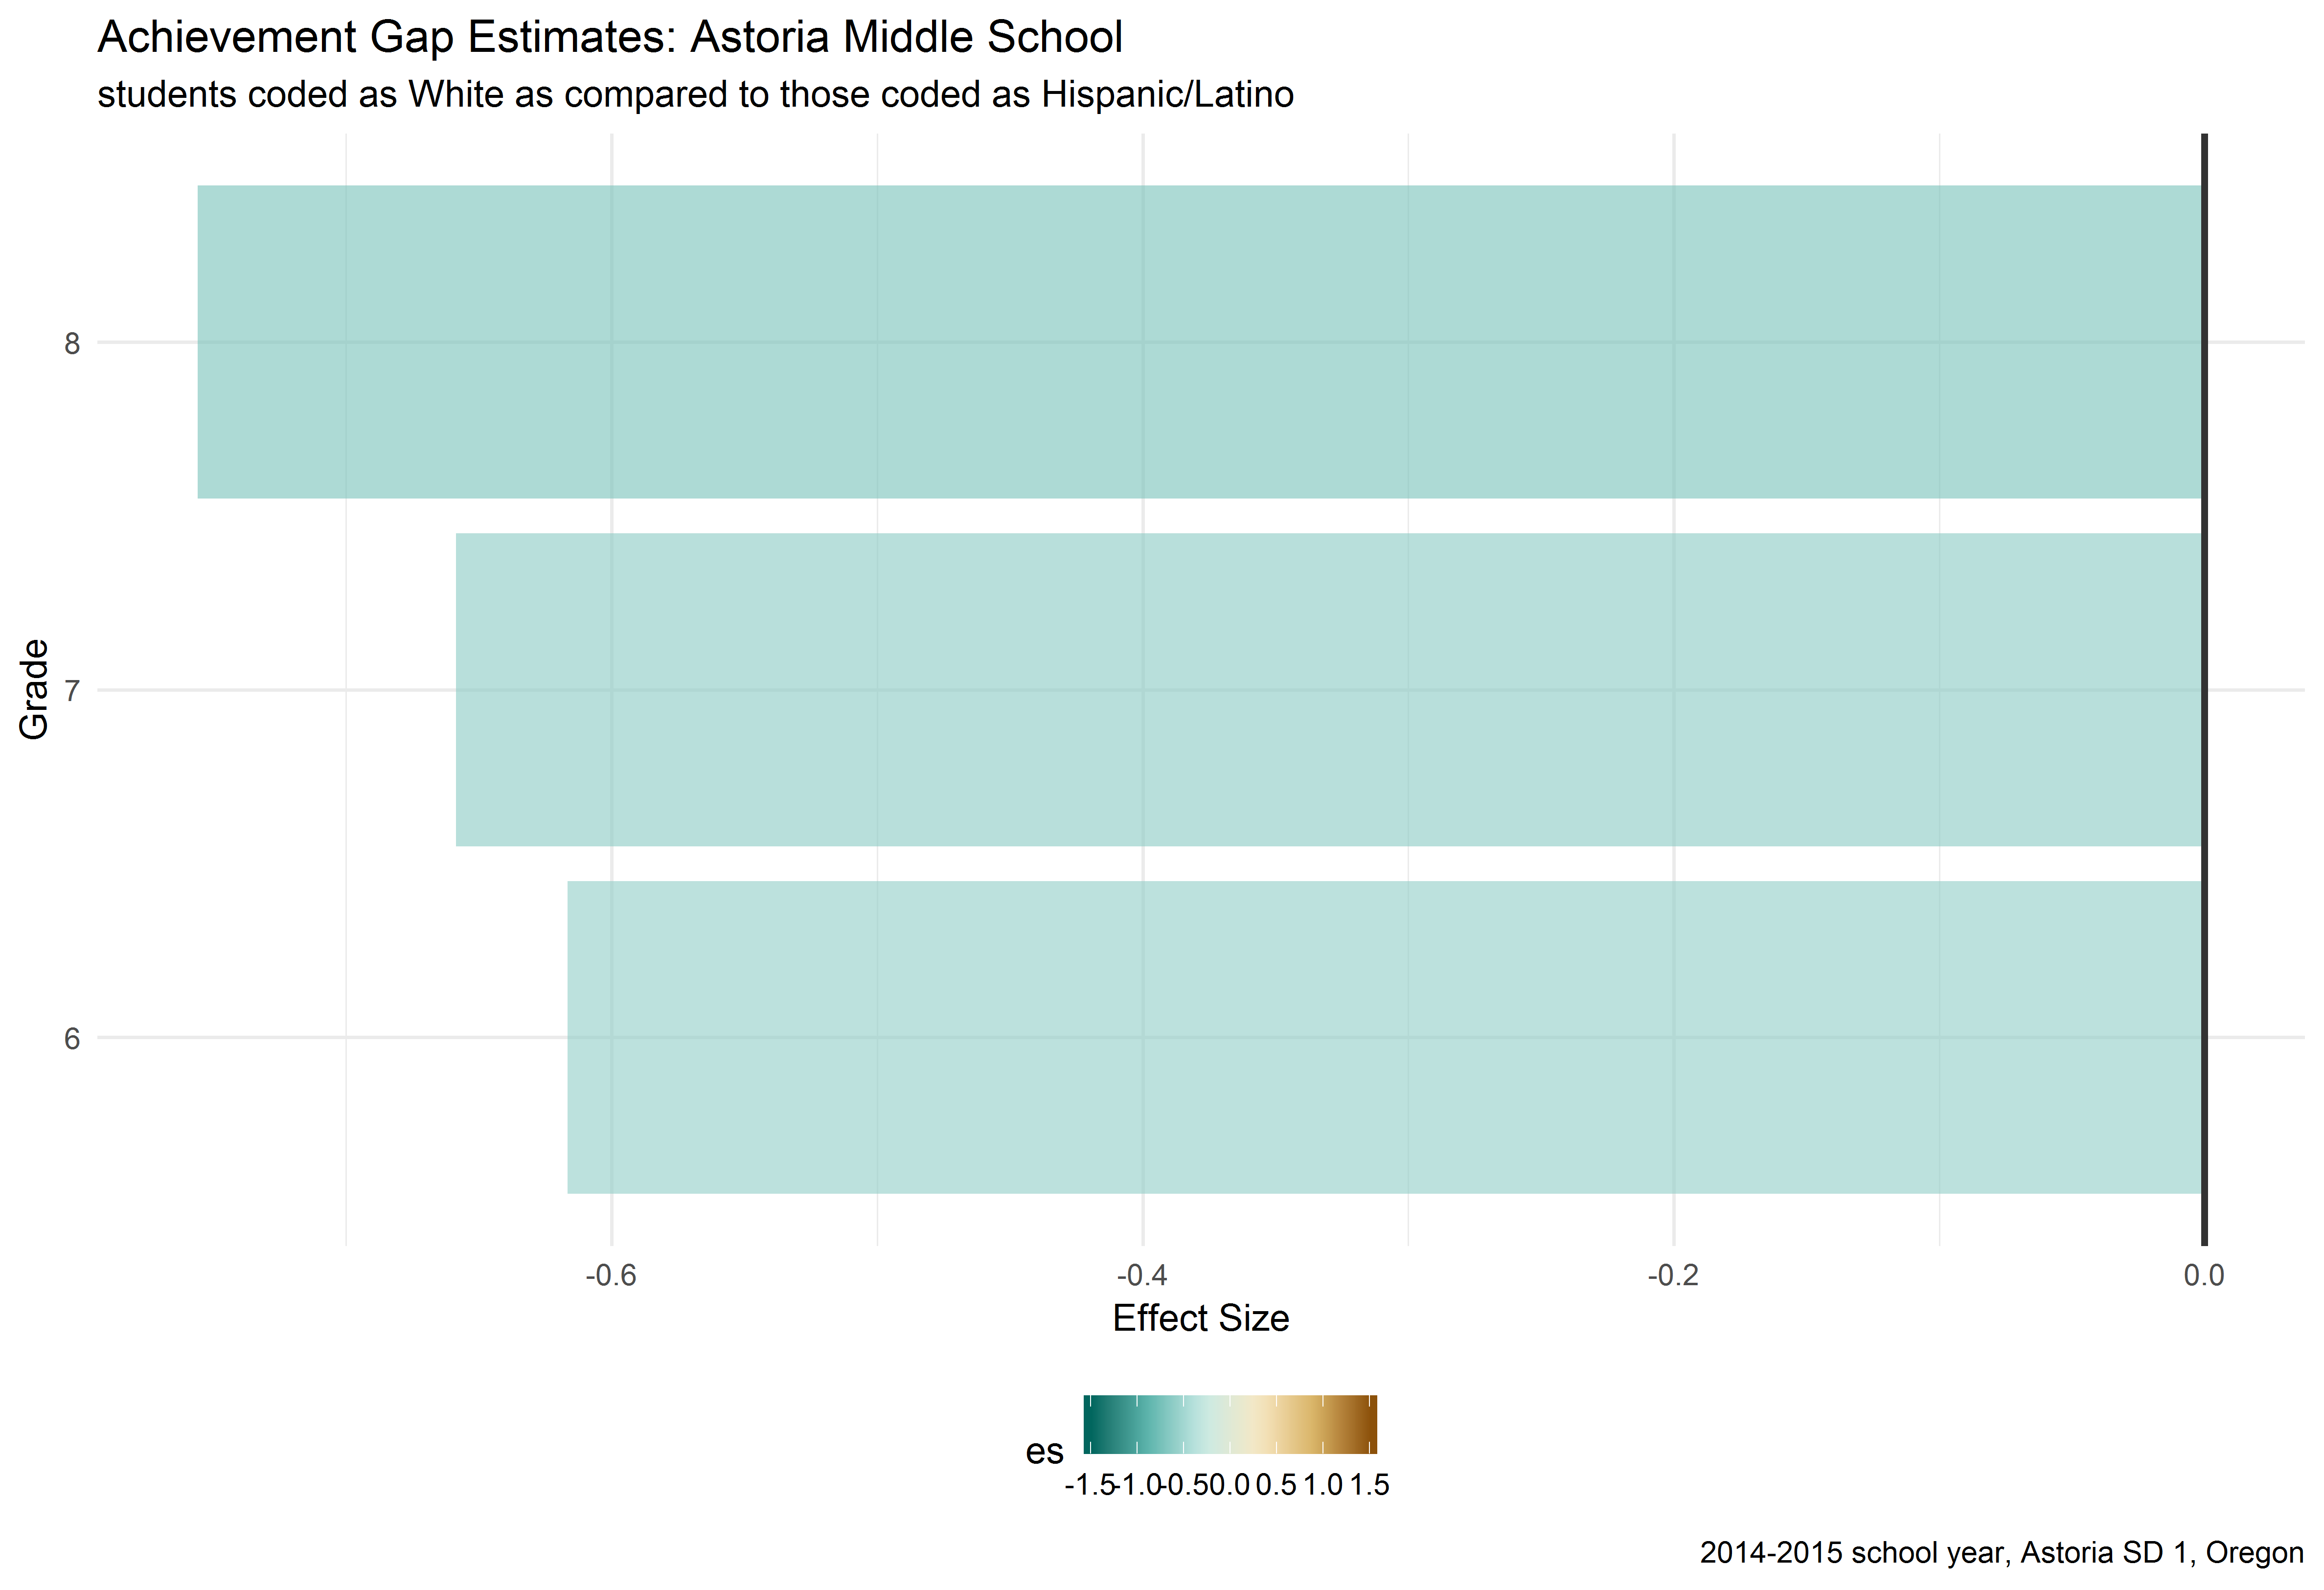 Achievement Gap Estimates: Astoria Middle School
students coded as White as compared to those coded as Hispanic/Latino
8
7
6
Grade
-0.6 -0.4 -0.2 0.0
Effect Size
es
-1.5 -1.0 -0.5 0.0 0.5 1.0 1.5
2014-2015 school year, Astoria SD 1, Oregon